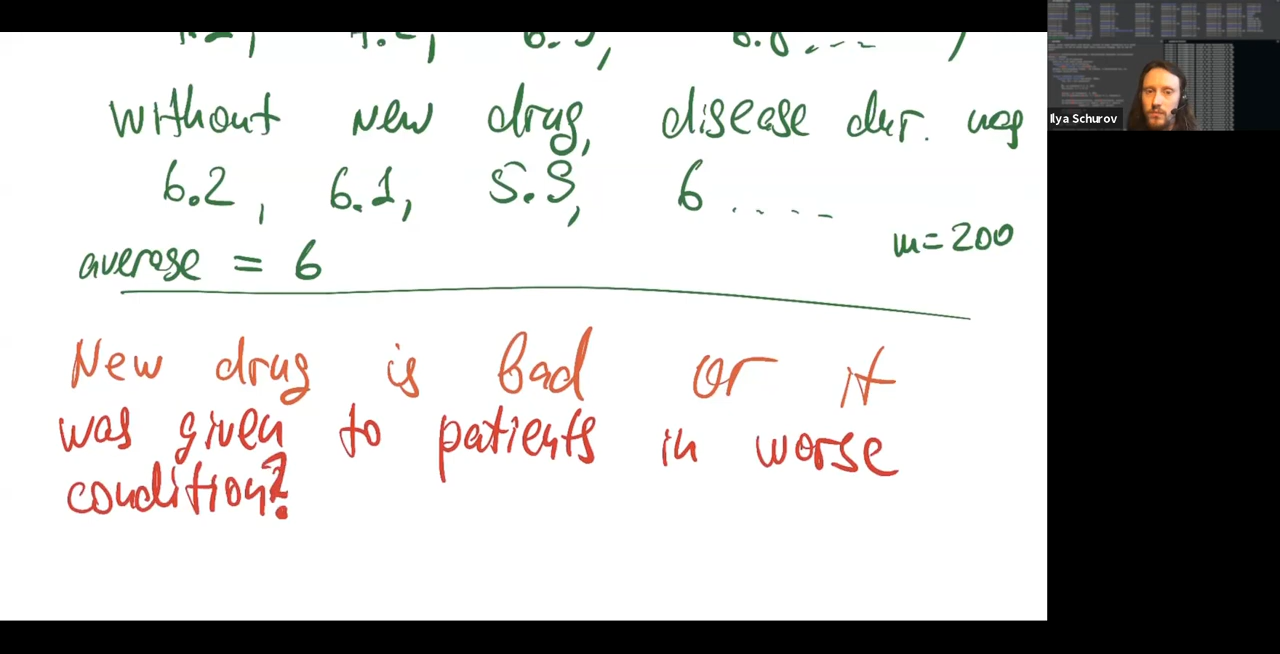 without new drug, disease dur. was
6.2, 6.1, 5.9, 6 ....
m=200
average = 6
New drug is bad or it
was given to patients in worse
condition?
Ilya Schurov